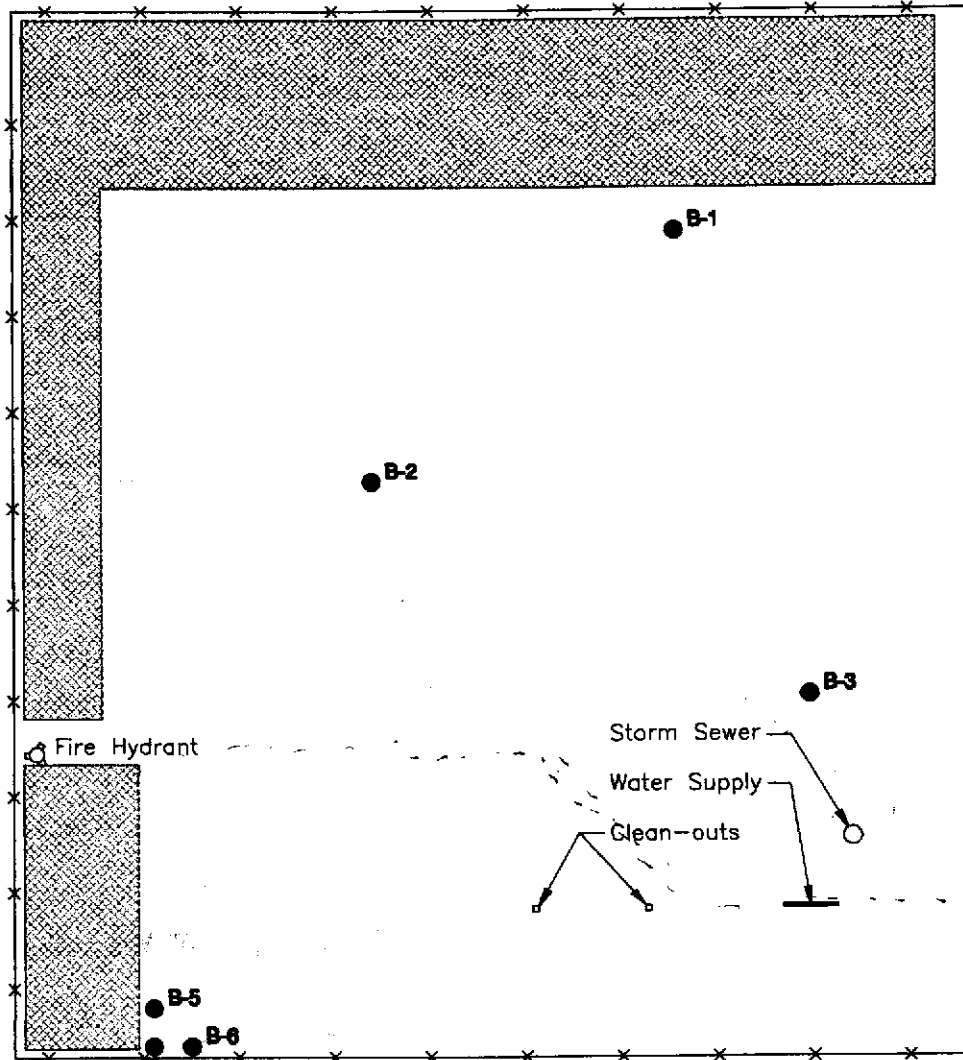 B-1
B-2
B-3
Fire Hydrant
Storm Sewer
Water Supply
Clean-outs
B-5
B-6